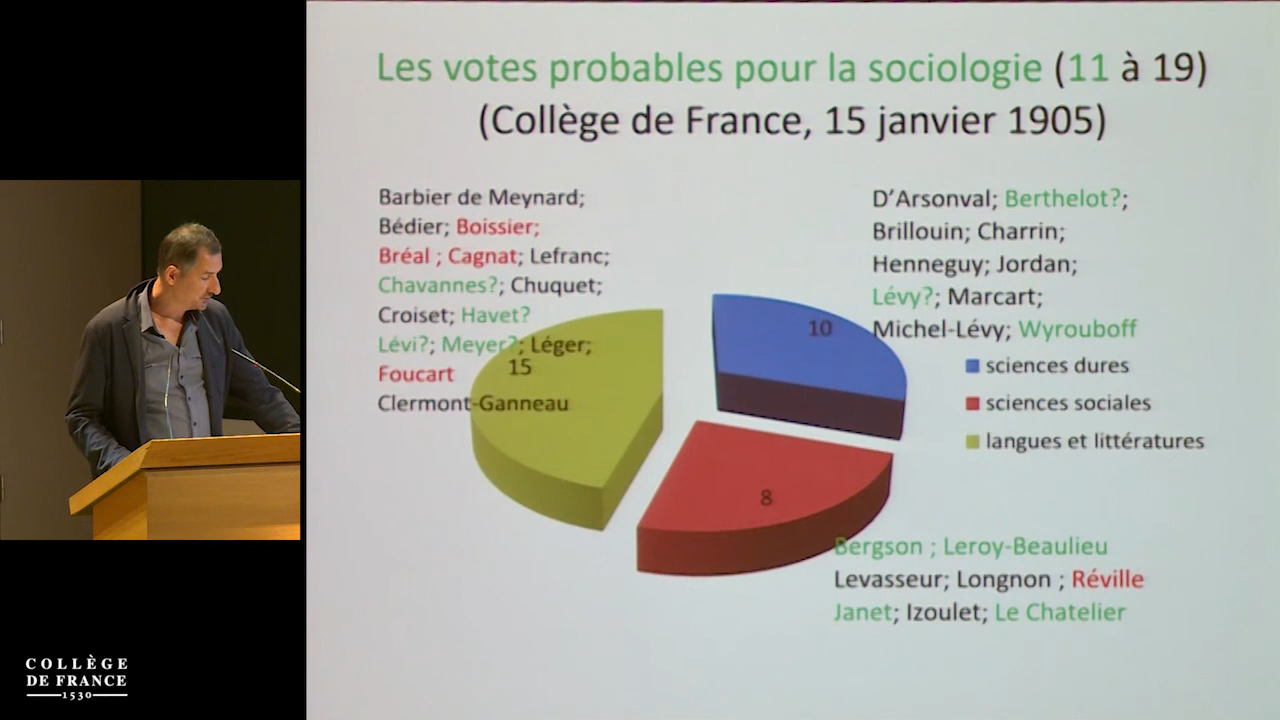 Les votes probables pour la sociologie (11 à 19)
(Collège de France, 15 janvier 1905)
Barbier de Meynard;
Bédier; Boissier;
Bréal ; Cagnat; Lefranc;
Chavannes?; Chuquet;
Croiset; Havet?
Lévi?; Meyer?; Léger;
Foucart
Clermont-Ganneau
15
D'Arsonval; Berthelot?;
Brillouin; Charrin;
Henneguy; Jordan;
Lévy?; Marcart;
Michel-Lévy; Wyrouboff
10
sciences dures
sciences sociales
langues et littératures
8
Bergson ; Leroy-Beaulieu
Levasseur; Longnon ; Réville
Janet; Izoulet; Le Chatelier
COLLÈGE
DE FRANCE
1530